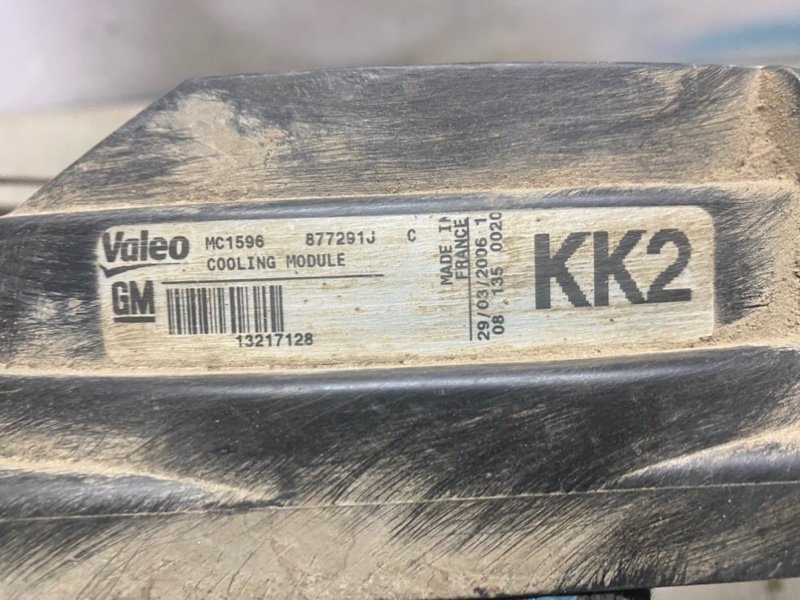 Valeo MC1596 877291J C
COOLING MODULE
GM
13217128
MADE IN
FRANCE
29/03/2006 1
08 135 0020
KK2